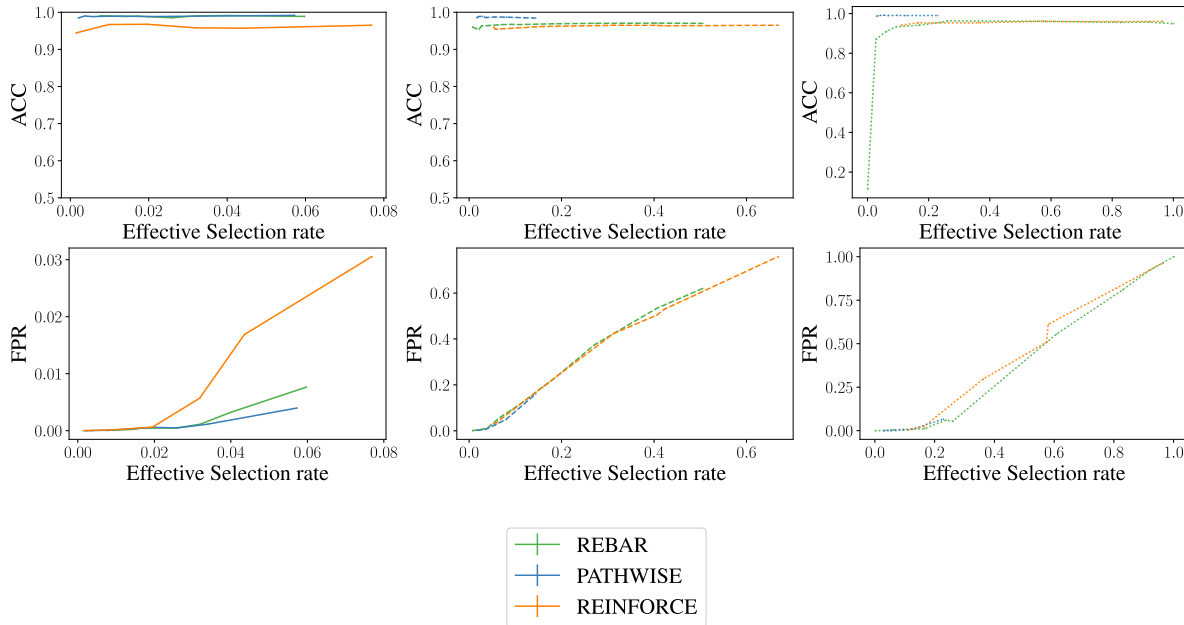 1.0
0.9
0.8
0.7
0.6
0.5
ACC
0.00 0.02 0.04 0.06 0.08
Effective Selection rate
1.0
0.9
0.8
0.7
0.6
0.5
ACC
0.0 0.2 0.4 0.6
Effective Selection rate
1.0
0.8
0.6
0.4
0.2
ACC
0.0 0.2 0.4 0.6 0.8 1.0
Effective Selection rate
0.03
0.02
0.01
0.00
FPR
0.00 0.02 0.04 0.06 0.08
Effective Selection rate
0.6
0.4
0.2
0.0
FPR
0.0 0.2 0.4 0.6
Effective Selection rate
1.00
0.75
0.50
0.25
0.00
FPR
0.0 0.2 0.4 0.6 0.8 1.0
Effective Selection rate
REBAR
PATHWISE
REINFORCE